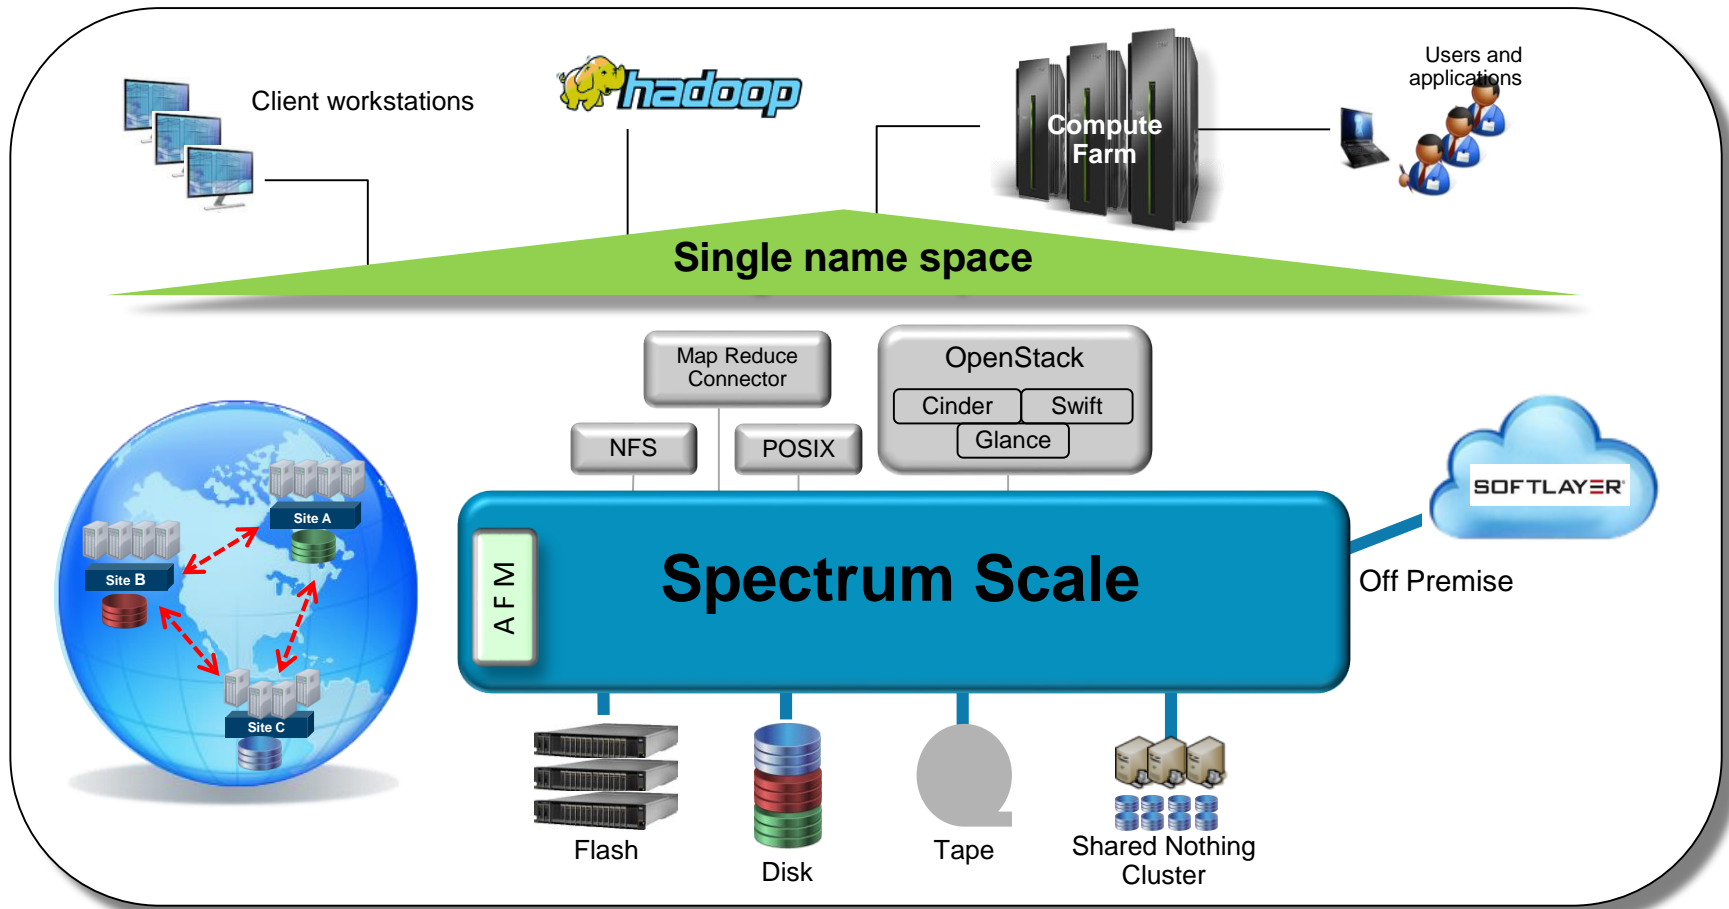 Client workstations
hadoop
Compute
Farm
Users and
applications
Single name space
Map Reduce
Connector
OpenStack
Cinder
Swift
Glance
NFS
POSIX
Site A
Site B
Site C
SOFTLAYER
AFM
Spectrum Scale
Off Premise
Flash
Disk
Tape
Shared Nothing
Cluster